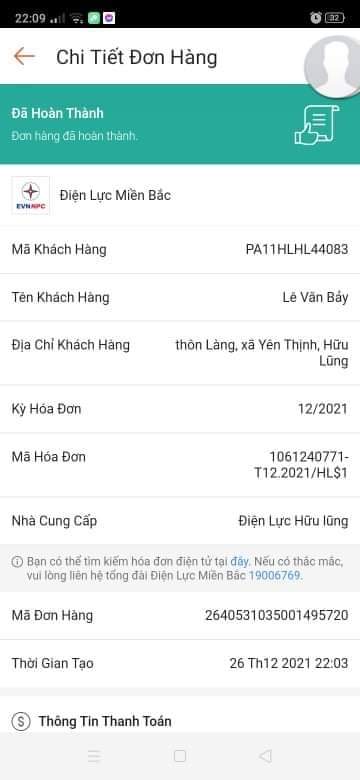 22:09
32
Chi Tiết Đơn Hàng
Đã Hoàn Thành
Đơn hàng đã hoàn thành.
EVNNPC
Điện Lực Miền Bắc
Mã Khách Hàng PA11HLHL44083
Tên Khách Hàng Lê Văn Bảy
Địa Chỉ Khách Hàng thôn Làng, xã Yên Thịnh, Hữu
Lũng
Kỳ Hóa Đơn 12/2021
Mã Hóa Đơn 1061240771-
T12.2021/HL$1
Nhà Cung Cấp Điện Lực Hữu lũng
Bạn có thể tìm kiếm hóa đơn điện tử tại đây. Nếu có thắc mắc,
vui lòng liên hệ tổng đài Điện Lực Miền Bắc 19006769.
Mã Đơn Hàng 2640531035001495720
Thời Gian Tạo 26 Th12 2021 22:03
$ Thông Tin Thanh Toán